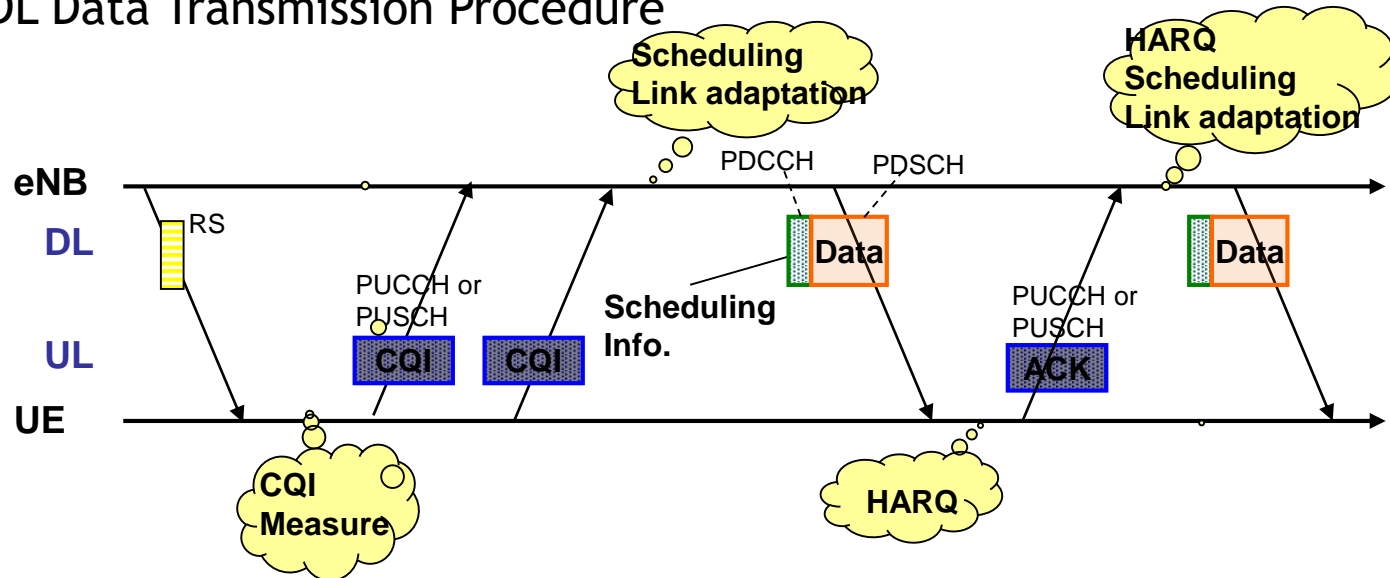 DL Data Transmission Procedure
Scheduling
Link adaptation
HARQ
Scheduling
Link adaptation
PDCCH
PDSCH
eNB
RS
DL
Data
Data
PUCCH or
PUSCH
Scheduling
Info.
PUCCH or
PUSCH
UL
CQI
CQI
ACK
UE
CQI
Measure
HARQ